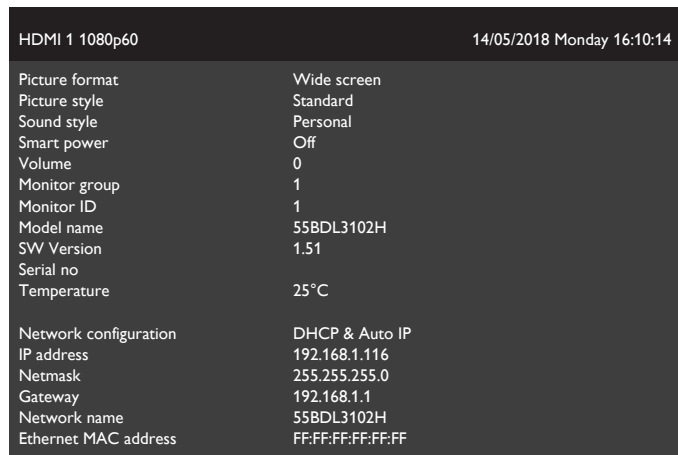 HDMI 1 1080p60 14/05/2018 Monday 16:10:14
Picture format Wide screen
Picture style Standard
Sound style Personal
Smart power Off
Volume 0
Monitor group 1
Monitor ID 1
Model name 55BDL3102H
SW Version 1.51
Serial no
Temperature 25°C
Network configuration DHCP & Auto IP
IP address 192.168.1.116
Netmask 255.255.255.0
Gateway 192.168.1.1
Network name 55BDL3102H
Ethernet MAC address FF:FF:FF:FF:FF:FF